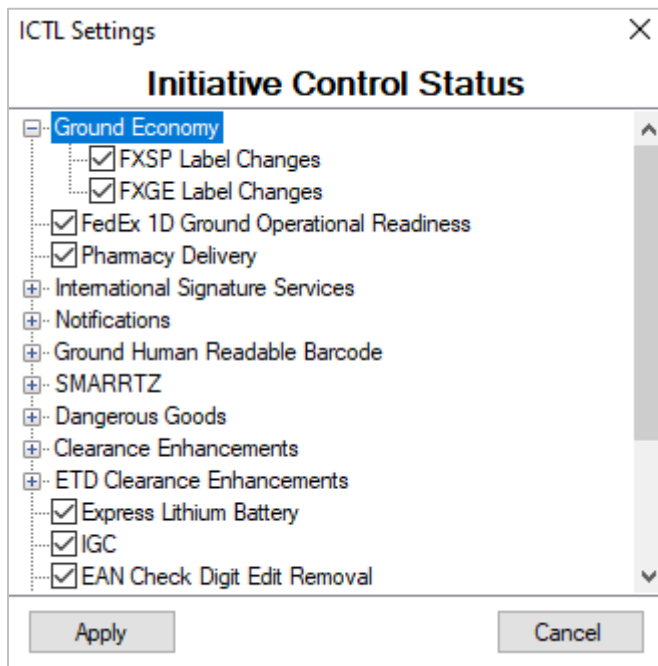 ICTL Settings
Initiative Control Status
Ground Economy
FXSP Label Changes
FXGE Label Changes
FedEx 1D Ground Operational Readiness
Pharmacy Delivery
International Signature Services
Notifications
Ground Human Readable Barcode
SMARRTZ
Dangerous Goods
Clearance Enhancements
ETD Clearance Enhancements
Express Lithium Battery
IGC
EAN Check Digit Edit Removal
Apply
Cancel